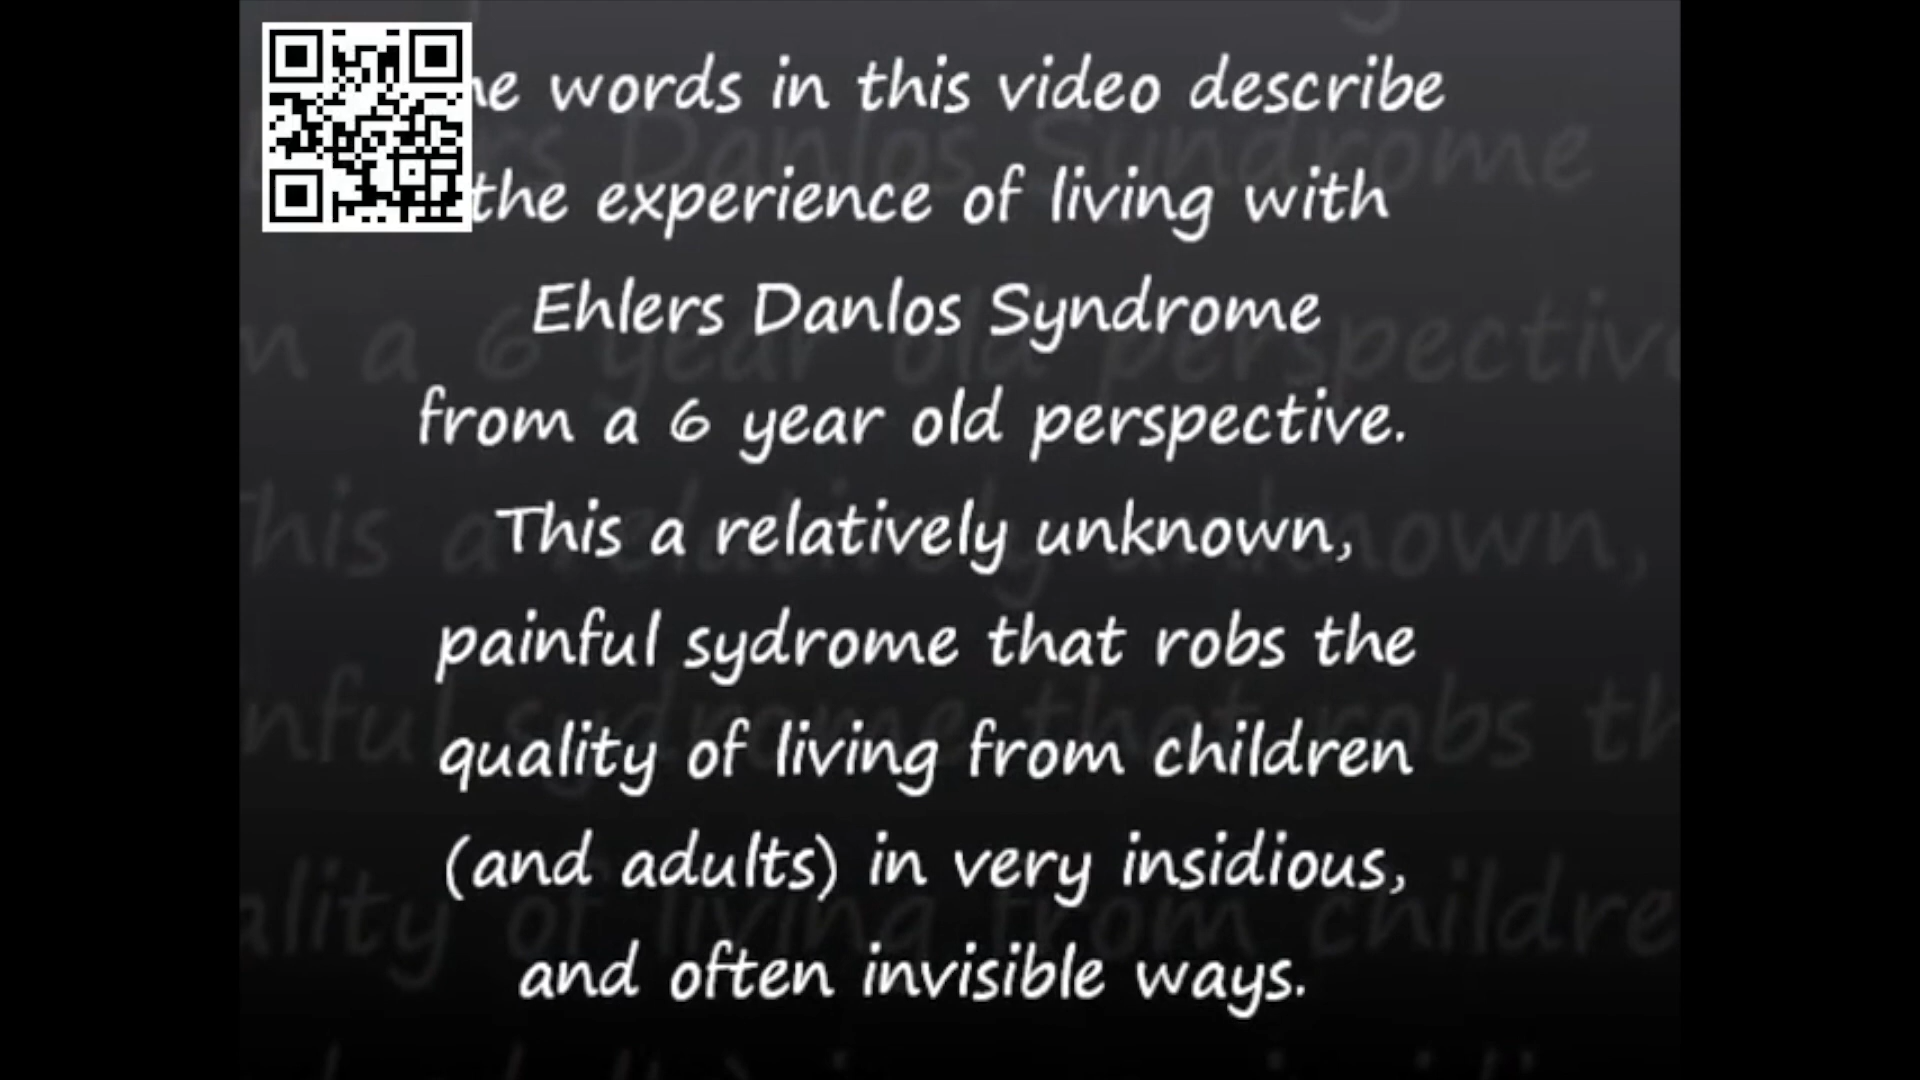 he words in this video describe
the experience of living with
Ehlers Danlos Syndrome
from a 6 year old perspective.
This a relatively unknown,
painful sydrome that robs the
quality of living from children
(and adults) in very insidious,
and often invisible ways.